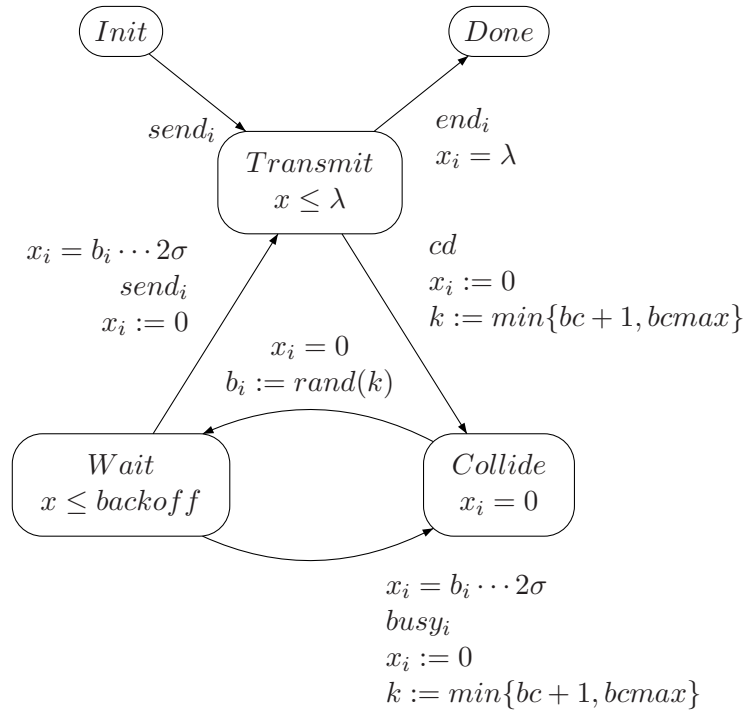 Init
Done
send_i
end_i
x_i = λ
Transmit
x ≤ λ
x_i = b_i ··· 2σ
send_i
x_i := 0
cd
x_i := 0
k := min{bc + 1, bcmax}
x_i = 0
b_i := rand(k)
Wait
x ≤ backoff
Collide
x_i = 0
x_i = b_i ··· 2σ
busy_i
x_i := 0
k := min{bc + 1, bcmax}